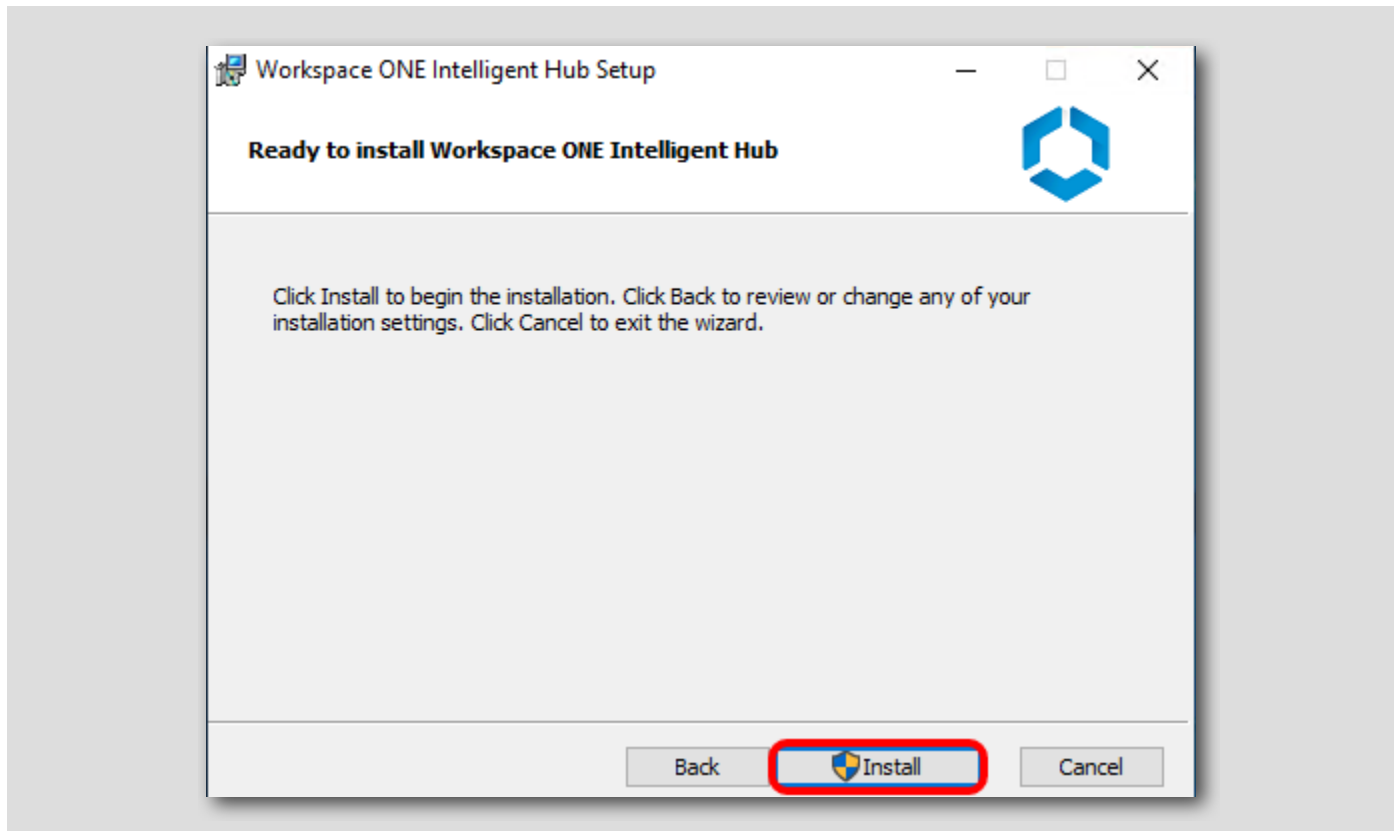 Workspace ONE Intelligent Hub Setup
Ready to install Workspace ONE Intelligent Hub
Click Install to begin the installation. Click Back to review or change any of your
installation settings. Click Cancel to exit the wizard.
Back Install Cancel